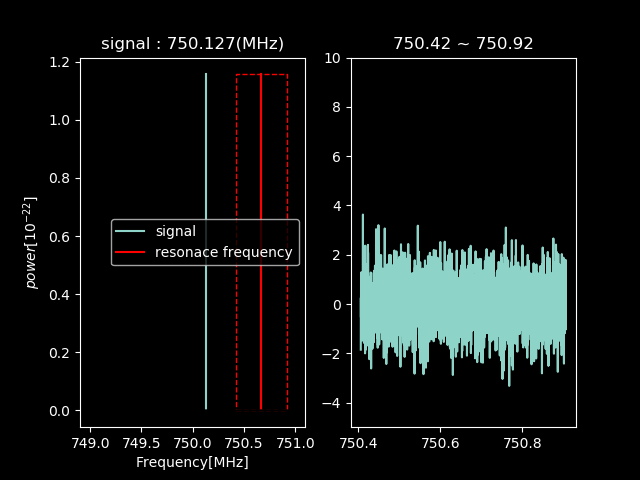 signal : 750.127(MHz)
750.42 ~ 750.92
power[10^{-22}]
1.2
1.0
0.8
0.6
0.4
0.2
0.0
signal
resonace frequency
749.0 749.5 750.0 750.5 751.0
Frequency[MHz]
10
8
6
4
2
0
−2
−4
750.4 750.6 750.8